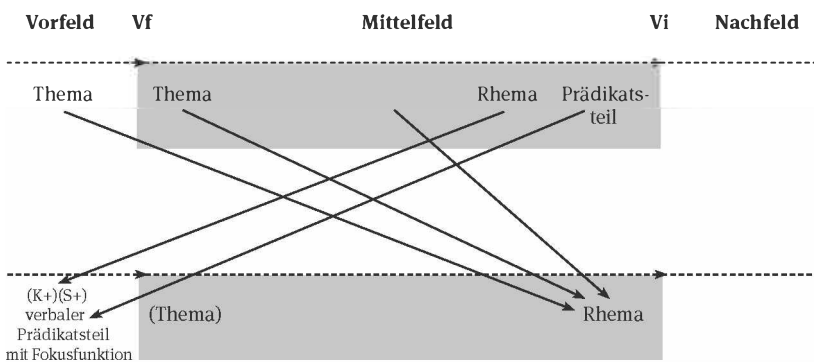 Vorfeld Vf Mittelfeld Vi Nachfeld
Thema Thema Rhema Prädikats-
teil
(K+)(S+)
verbaler
Prädikatsteil
mit Fokusfunktion
(Thema) Rhema